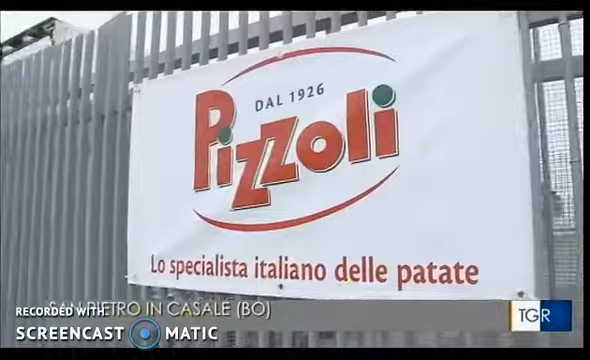 DAL 1926
Pizzoli
Lo specialista italiano delle patate
SAN PIETRO IN CASALE (BO)
TGR
RECORDED WITH
SCREENCAST MATIC